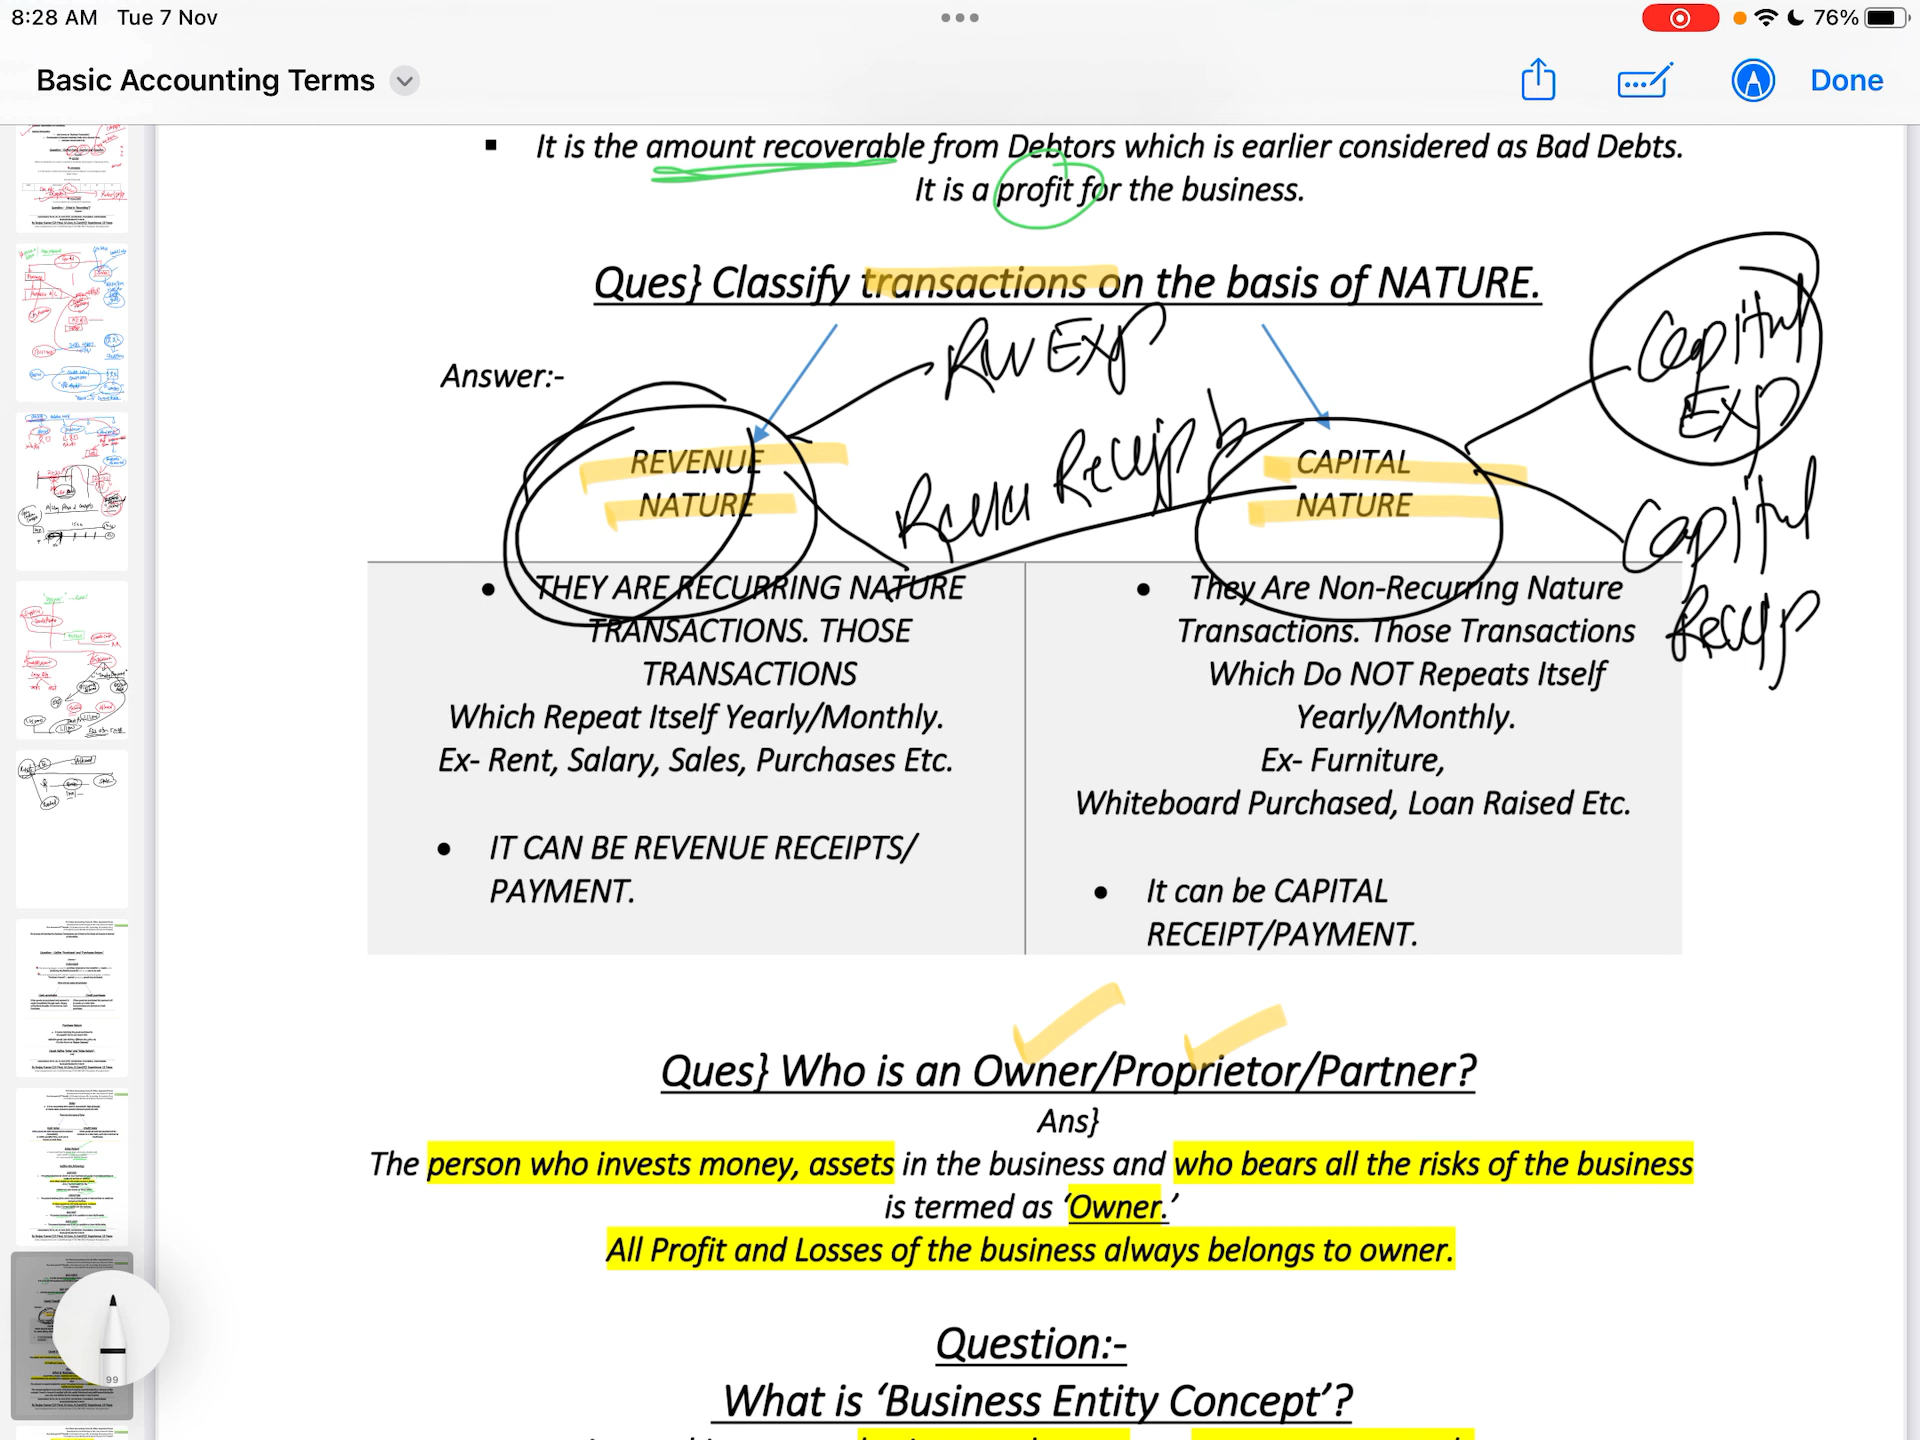 8:28 AM Tue 7 Nov
76%
Basic Accounting Terms
Done
▪ It is the amount recoverable from Debtors which is earlier considered as Bad Debts.
It is a profit for the business.
Ques} Classify transactions on the basis of NATURE.
Answer:-
REVENUE
NATURE
CAPITAL
NATURE
Capital
Exp
Capital
• THEY ARE RECURRING NATURE
TRANSACTIONS. THOSE
TRANSACTIONS
Which Repeat Itself Yearly/Monthly.
Ex- Rent, Salary, Sales, Purchases Etc.
• IT CAN BE REVENUE RECEIPTS/
PAYMENT.
• They Are Non-Recurring Nature
Transactions. Those Transactions
Which Do NOT Repeats Itself
Yearly/Monthly.
Ex- Furniture,
Whiteboard Purchased, Loan Raised Etc.
• It can be CAPITAL
RECEIPT/PAYMENT.
Ques} Who is an Owner/Proprietor/Partner?
Ans}
The person who invests money, assets in the business and who bears all the risks of the business
is termed as ‘Owner.’
All Profit and Losses of the business always belongs to owner.
Question:-
What is ‘Business Entity Concept’?
99